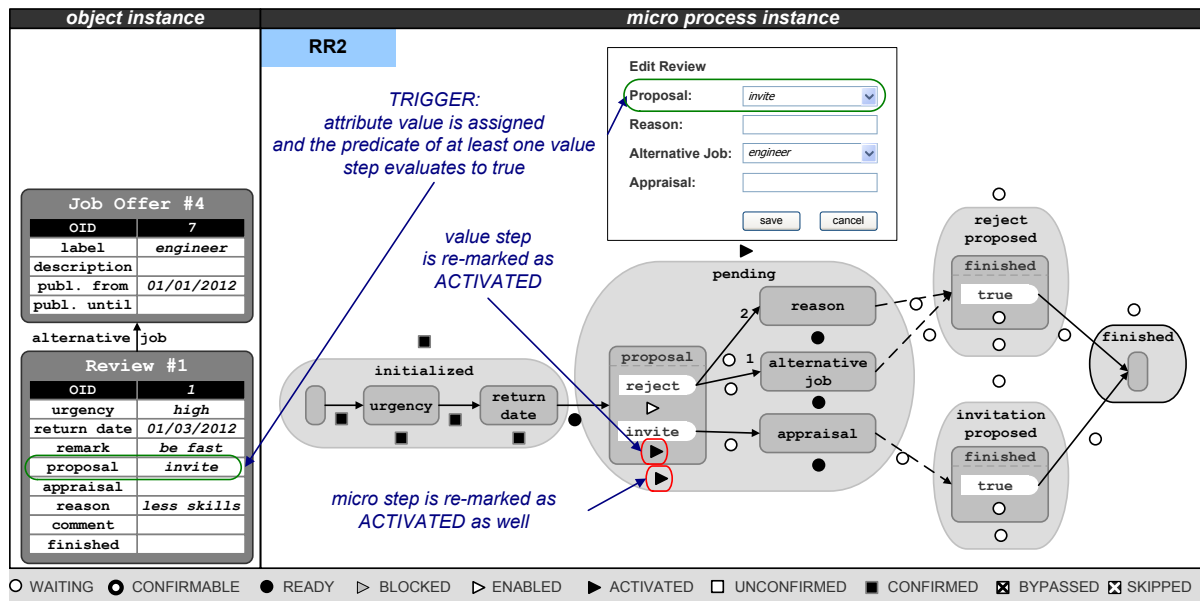 object instance
micro process instance
RR2
TRIGGER:
attribute value is assigned
and the predicate of at least one value
step evaluates to true
Edit Review
Proposal: invite
Reason:
Alternative Job: engineer
Appraisal:
save cancel
Job Offer #4
OID 7
label engineer
description
publ. from 01/01/2012
publ. until
alternative job
Review #1
OID 1
urgency high
return date 01/03/2012
remark be fast
proposal invite
appraisal
reason less skills
comment
finished
value step
is re-marked as
ACTIVATED
micro step is re-marked as
ACTIVATED as well
initialized
urgency
return
date
pending
proposal
reject
invite
2
1
reason
alternative
job
appraisal
reject
proposed
finished
true
invitation
proposed
finished
true
finished
WAITING CONFIRMABLE READY BLOCKED ENABLED ACTIVATED UNCONFIRMED CONFIRMED BYPASSED SKIPPED